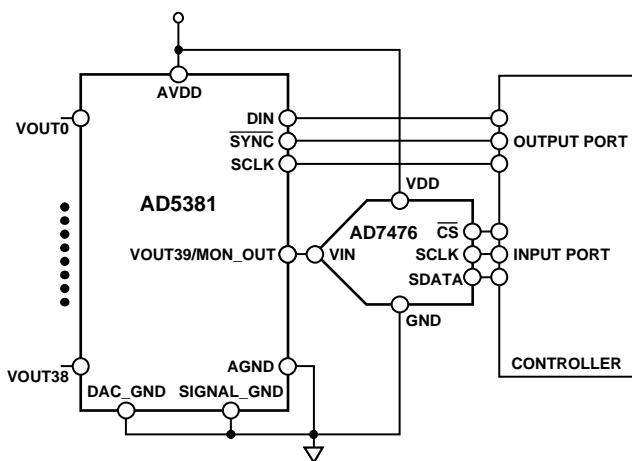 AVDD
VOUT0
DIN
SYNC
SCLK
OUTPUT PORT
VDD
AD5381
AD7476
CS
VOUT39/MON_OUT
VIN
SCLK
INPUT PORT
SDATA
GND
AGND
CONTROLLER
VOUT38
DAC_GND
SIGNAL_GND